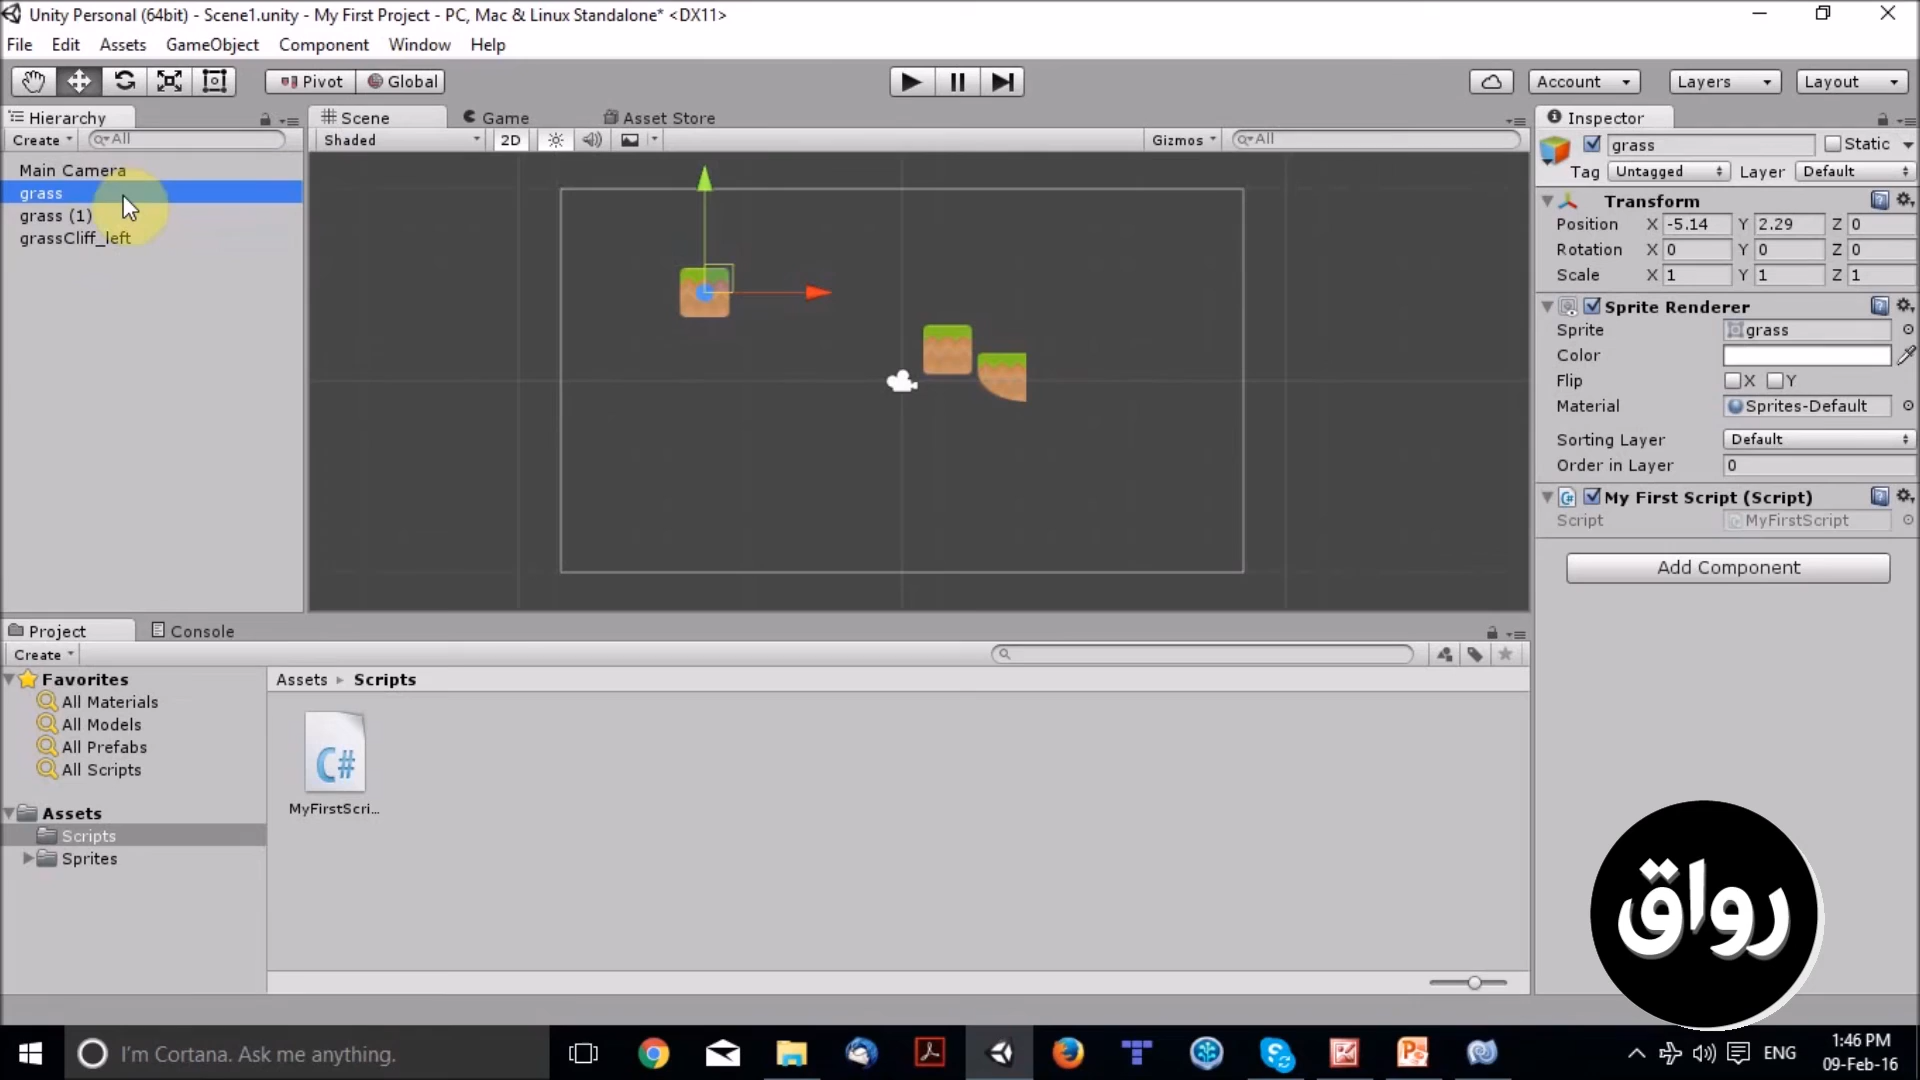 Unity Personal (64bit) - Scene1.unity - My First Project - PC, Mac & Linux Standalone* <DX11>
File Edit Assets GameObject Component Window Help
Pivot Global Account Layers Layout
Hierarchy Scene Game Asset Store Inspector
Create All Shaded 2D Gizmos All
grass Static
Main Camera
grass
grass (1)
grassCliff_left
Tag Untagged Layer Default
Transform
Position X -5.14 Y 2.29 Z 0
Rotation X 0 Y 0 Z 0
Scale X 1 Y 1 Z 1
Sprite Renderer
Sprite grass
Color
Flip X Y
Material Sprites-Default
Sorting Layer Default
Order in Layer 0
C# My First Script (Script)
Script MyFirstScript
Add Component
Project Console
Create
Favorites
All Materials
All Models
All Prefabs
All Scripts
Assets
Scripts
Sprites
Assets Scripts
C#
MyFirstScri...
رواق
I'm Cortana. Ask me anything.
ENG
1:46 PM
09-Feb-16